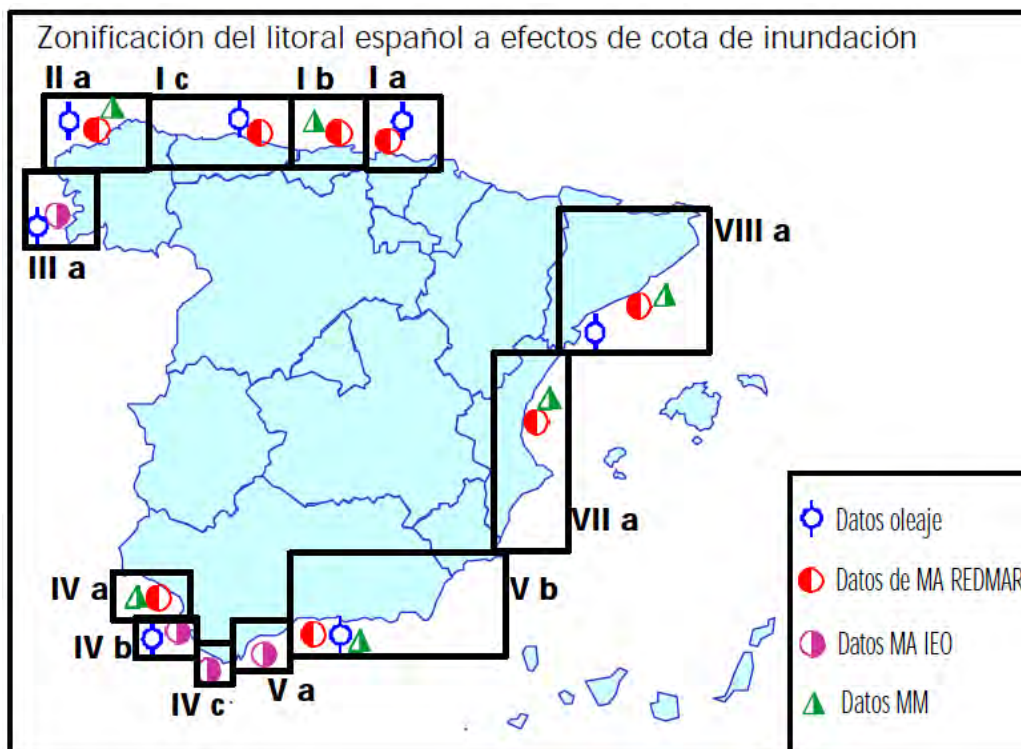 Zonificación del litoral español a efectos de cota de inundación
II a
I c
I b
I a
III a
VIII a
VII a
IV a
V b
IV b
IV c
V a
Datos oleaje
Datos de MA REDMAR
Datos MA IEO
Datos MM